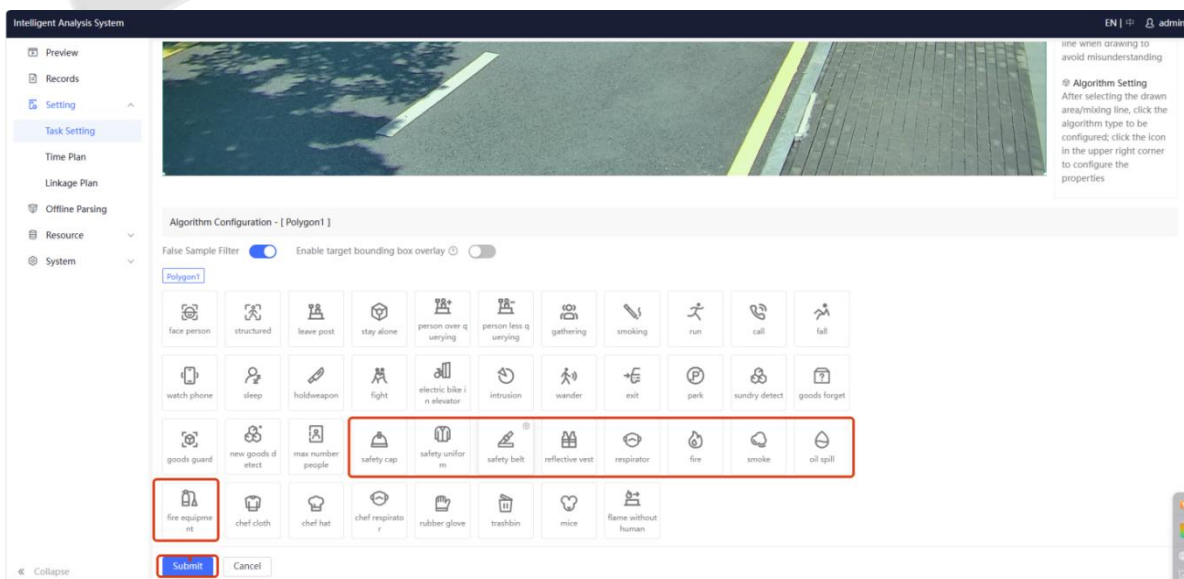 Intelligent Analysis System
EN | 中 admin
Preview
Records
Setting
Task Setting
Time Plan
Linkage Plan
Offline Parsing
Resource
System
Collapse
line when drawing to
avoid misunderstanding
Algorithm Setting
After selecting the drawn
area/mixing line, click the
algorithm type to be
configured; click the icon
in the upper right corner
to configure the
properties
Algorithm Configuration - [ Polygon1 ]
False Sample Filter Enable target bounding box overlay
Polygon1
face person
structured
leave post
stay alone
person over q
uerying
person less q
uerying
gathering
smoking
run
call
fall
watch phone
sleep
holdweapon
fight
electric bike i
n elevator
intrusion
wander
exit
park
sundry detect
goods forget
goods guard
new goods d
etect
max number
people
safety cap
safety unifor
m
safety belt
reflective vest
respirator
fire
smoke
oil spill
fire equipme
nt
chef cloth
chef hat
chef respirato
r
rubber glove
trashbin
mice
flame without
human
Submit Cancel